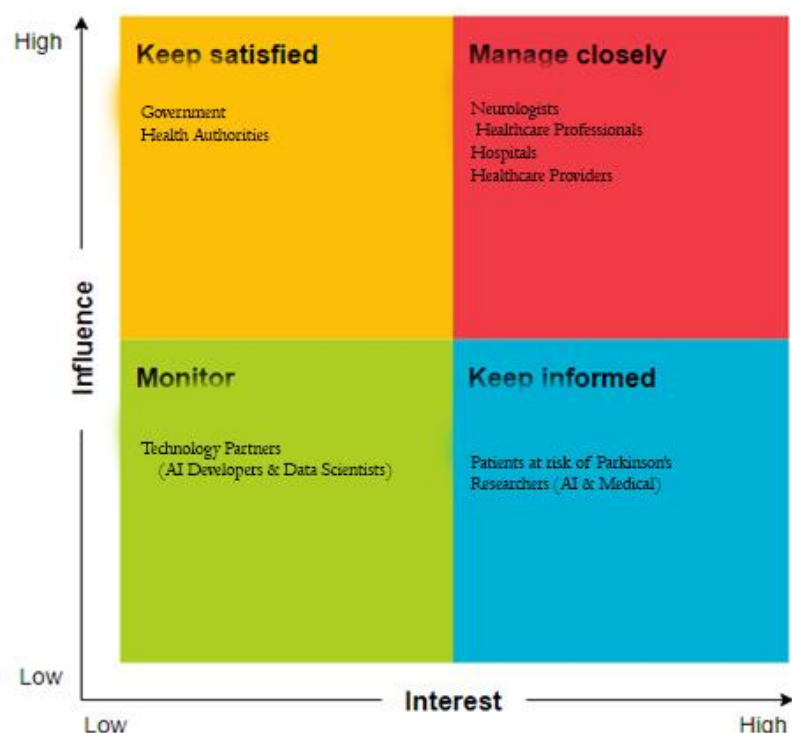 High
Keep satisfied
Government
Health Authorities
Manage closely
Neurologists
Healthcare Professionals
Hospitals
Healthcare Providers
Influence
Monitor
Technology Partners
(AI Developers & Data Scientists)
Keep informed
Patients at risk of Parkinson's
Researchers (AI & Medical)
Low
Interest
Low
High